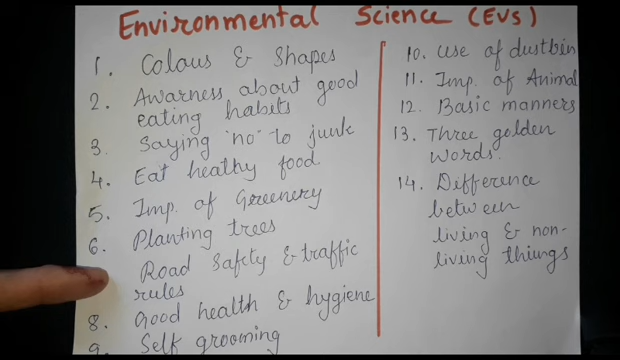 Environmental Science (EVS)
1. Colous & Shapes
2. Awarness about good
eating habits
3. Saying "no" to junk
4. Eat heathy food
5. Imp. of Greenery
6. Planting trees
Road Safety & traffic
rules
8. Good health & hygiene
9. Self grooming
10. use of dustbin
11. Imp. of Animal
12. Basic manners
13. Three golden
words.
14. Difference
between
living & non-
living things